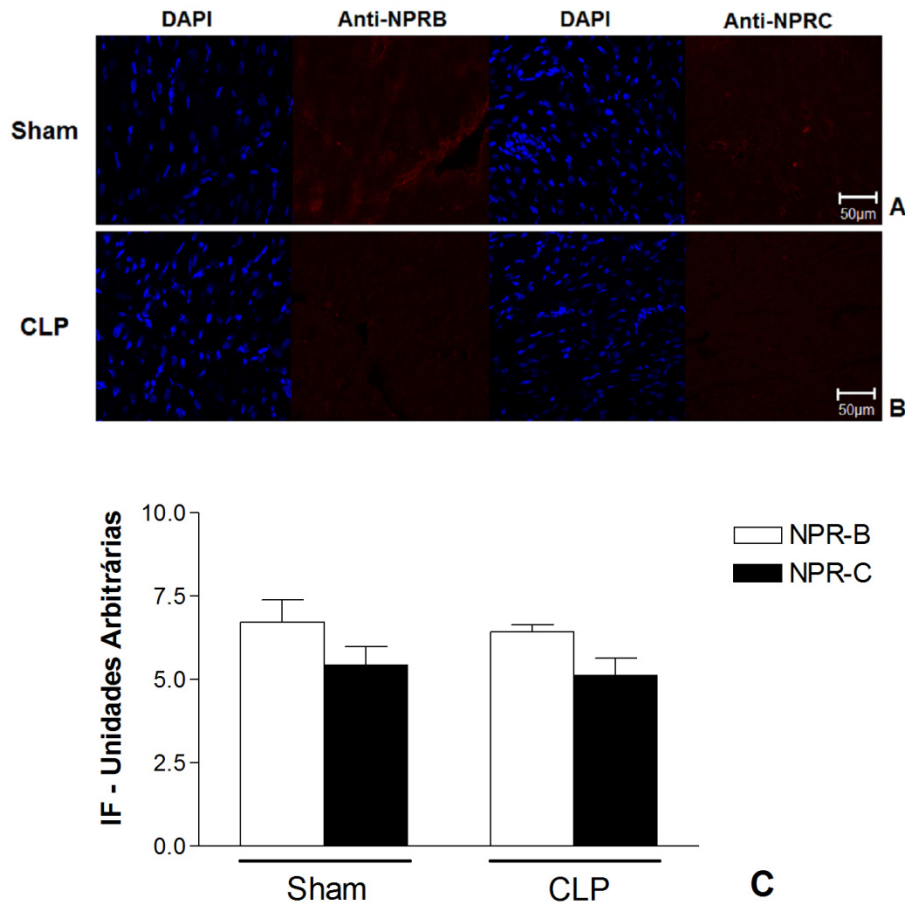 DAPI Anti-NPRB DAPI Anti-NPRC
Sham
50µm
A
CLP
50µm
B
IF - Unidades Arbitrárias
10.0
7.5
5.0
2.5
0.0
NPR-B
NPR-C
Sham CLP
C